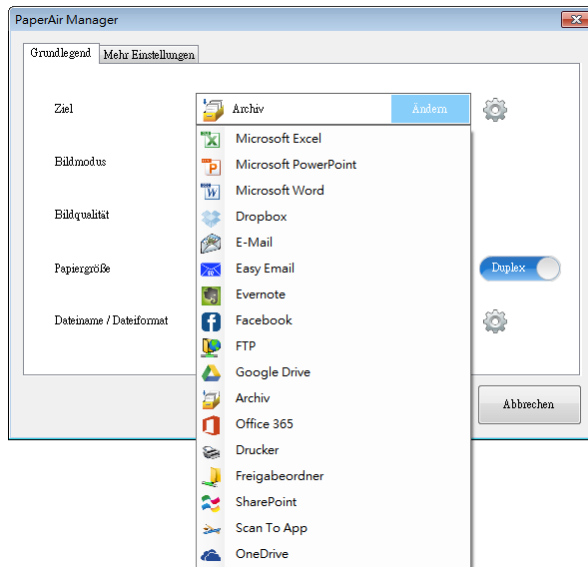 PaperAir Manager
Grundlegend Mehr Einstellungen
Ziel Archiv Ändern
Microsoft Excel
Bildmodus
Microsoft PowerPoint
Microsoft Word
Bildqualität
Dropbox
E-Mail
Papiergröße
Easy Email
Duplex
Evernote
Dateiname / Dateiformat
Facebook
FTP
Google Drive
Archiv
Abbrechen
Office 365
Drucker
Freigabeordner
SharePoint
Scan To App
OneDrive